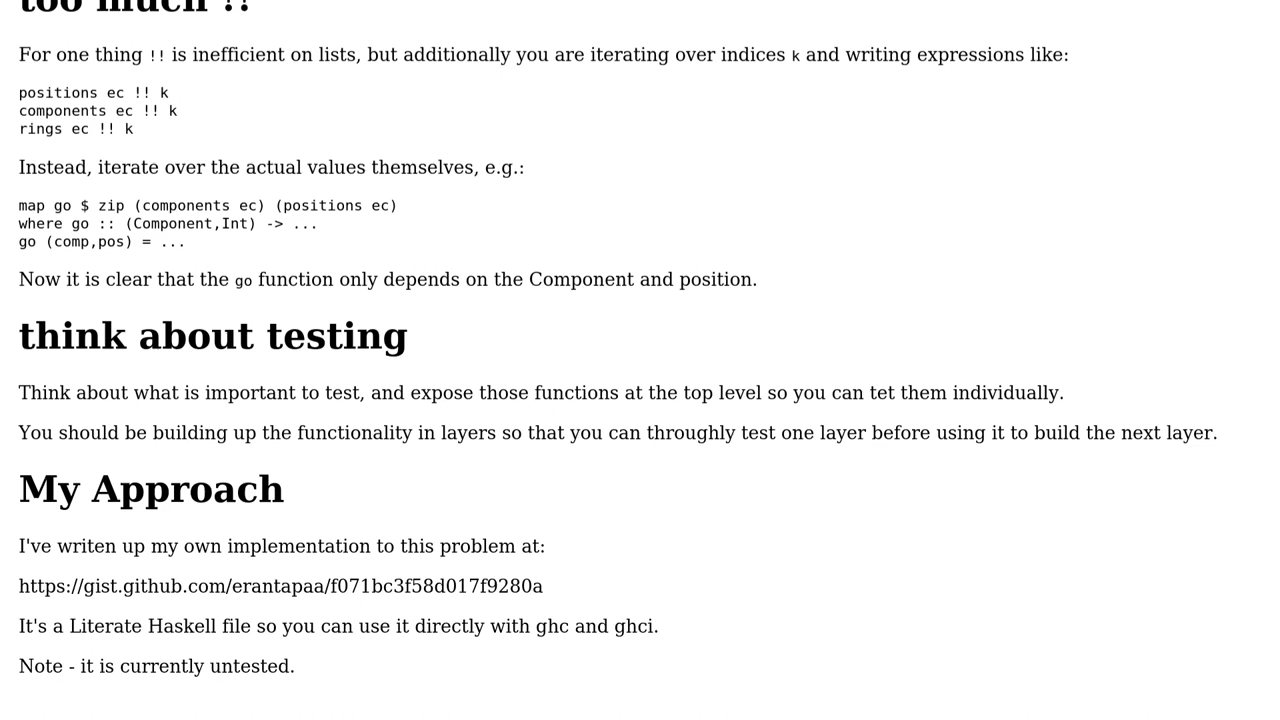 too much !!
For one thing !! is inefficient on lists, but additionally you are iterating over indices k and writing expressions like:
positions ec !! k
components ec !! k
rings ec !! k
Instead, iterate over the actual values themselves, e.g.:
map go $ zip (components ec) (positions ec)
where go :: (Component,Int) -> ...
go (comp,pos) = ...
Now it is clear that the go function only depends on the Component and position.
think about testing
Think about what is important to test, and expose those functions at the top level so you can tet them individually.
You should be building up the functionality in layers so that you can throughly test one layer before using it to build the next layer.
My Approach
I've writen up my own implementation to this problem at:
https://gist.github.com/erantapaa/f071bc3f58d017f9280a
It's a Literate Haskell file so you can use it directly with ghc and ghci.
Note - it is currently untested.